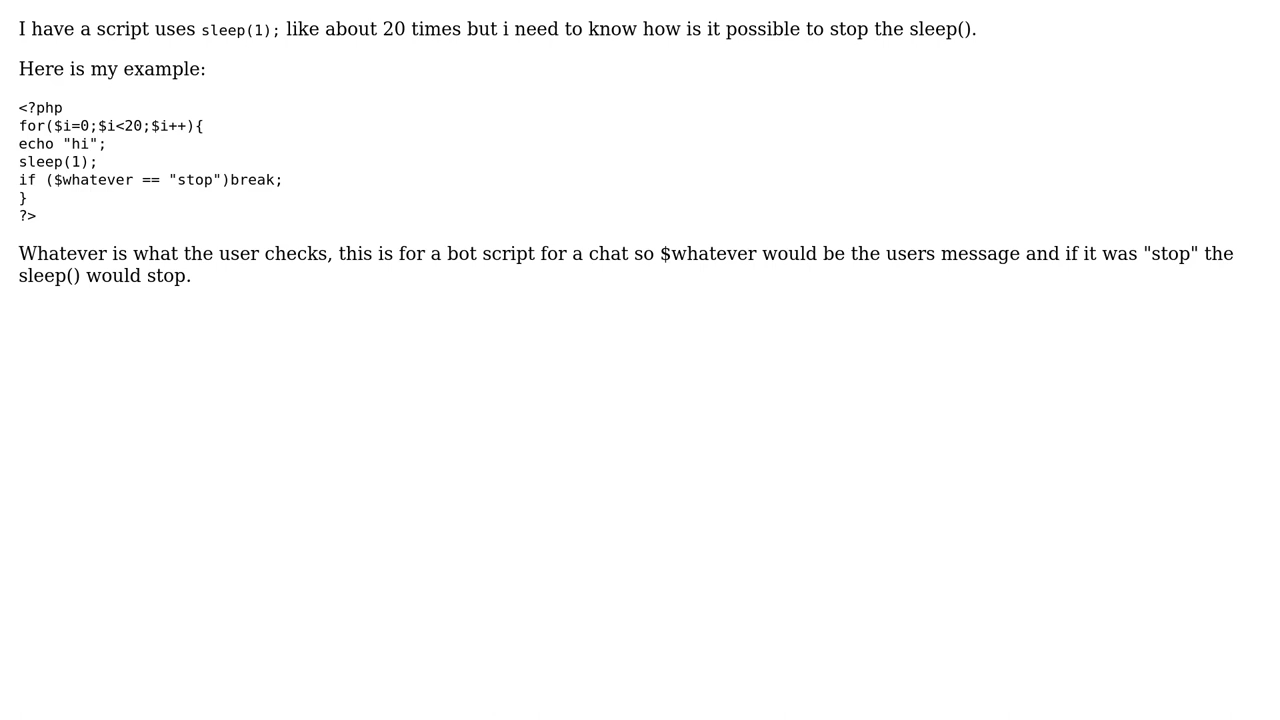 I have a script uses sleep(1); like about 20 times but i need to know how is it possible to stop the sleep().
Here is my example:
<?php
for($i=0;$i<20;$i++){
echo "hi";
sleep(1);
if ($whatever == "stop")break;
}
?>
Whatever is what the user checks, this is for a bot script for a chat so $whatever would be the users message and if it was "stop" the
sleep() would stop.